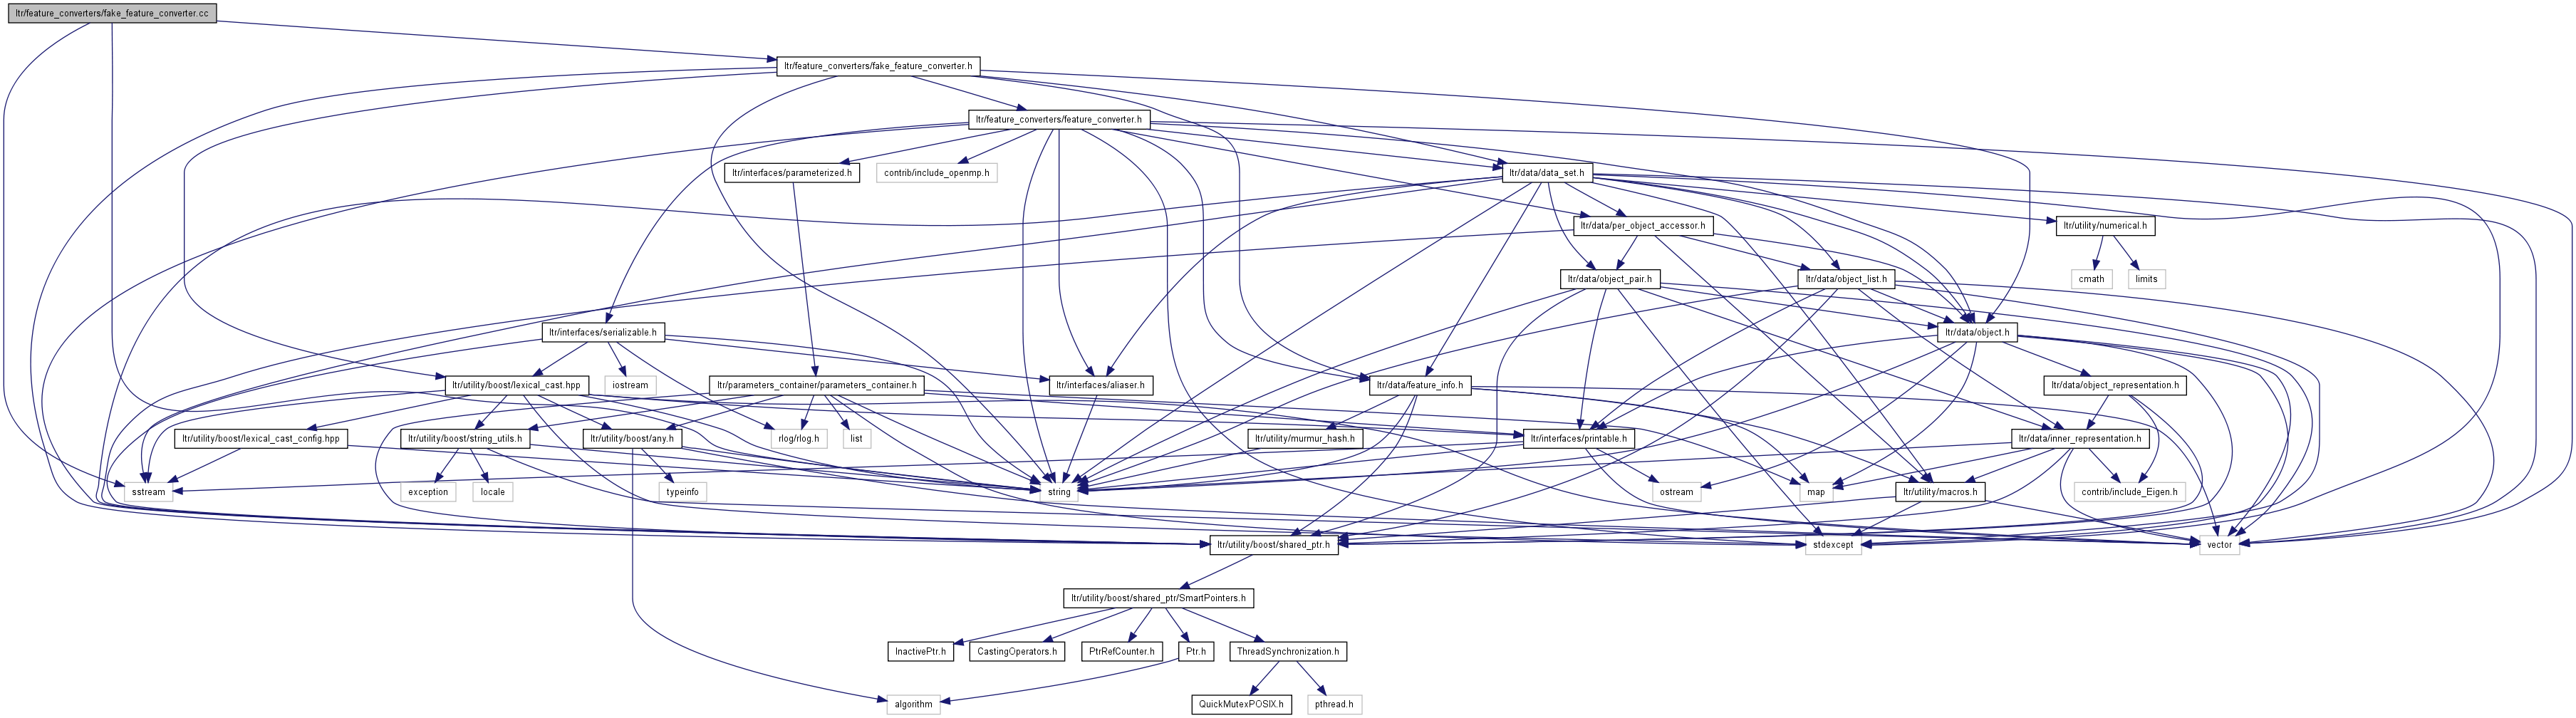 ltr/feature_converters/fake_feature_converter.cc
ltr/feature_converters/fake_feature_converter.h
ltr/feature_converters/feature_converter.h
ltr/interfaces/parameterized.h
contrib/include_openmp.h
ltr/data/data_set.h
ltr/data/per_object_accessor.h
ltr/utility/numerical.h
ltr/data/object_pair.h
ltr/data/object_list.h
cmath
limits
ltr/interfaces/serializable.h
ltr/data/object.h
ltr/utility/boost/lexical_cast.hpp
iostream
ltr/parameters_container/parameters_container.h
ltr/interfaces/aliaser.h
ltr/data/feature_info.h
ltr/data/object_representation.h
ltr/utility/boost/lexical_cast_config.hpp
ltr/utility/boost/string_utils.h
ltr/utility/boost/any.h
rlog/rlog.h
list
ltr/utility/murmur_hash.h
ltr/interfaces/printable.h
ltr/data/inner_representation.h
sstream
exception
locale
typeinfo
string
ostream
map
ltr/utility/macros.h
contrib/include_Eigen.h
ltr/utility/boost/shared_ptr.h
stdexcept
vector
ltr/utility/boost/shared_ptr/SmartPointers.h
InactivePtr.h
CastingOperators.h
PtrRefCounter.h
Ptr.h
ThreadSynchronization.h
algorithm
QuickMutexPOSIX.h
pthread.h